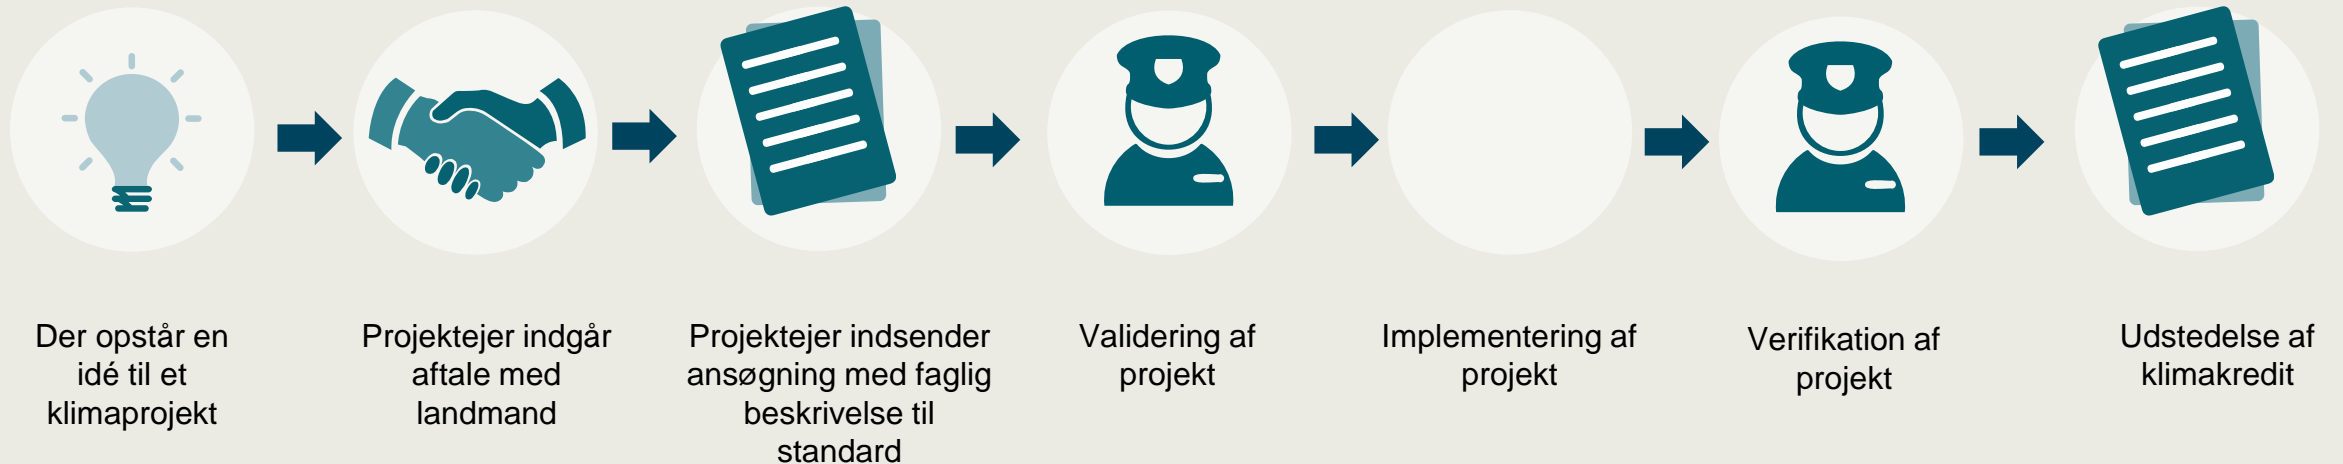 Der opstår en
idé til et
klimaprojekt
Projektejer indgår
aftale med
landmand
Projektejer indsender
ansøgning med faglig
beskrivelse til
standard
Validering af
projekt
Implementering af
projekt
Verifikation af
projekt
Udstedelse af
klimakredit